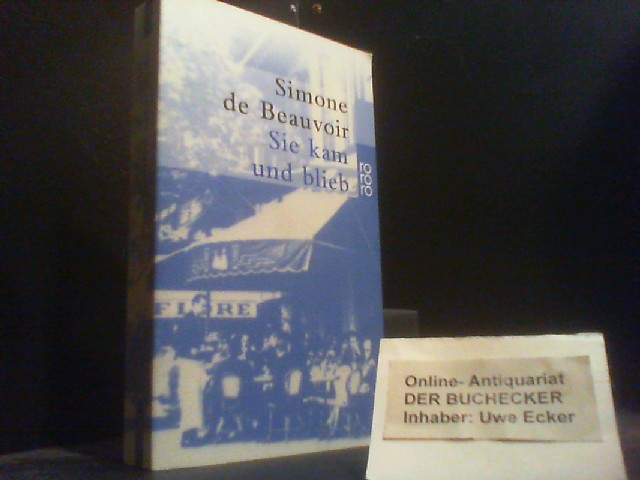 Simone
de Beauvoir
Sie kam
und blieb
rororo
FLORE
Online- Antiquariat
DER BUCHECKER
Inhaber: Uwe Ecker